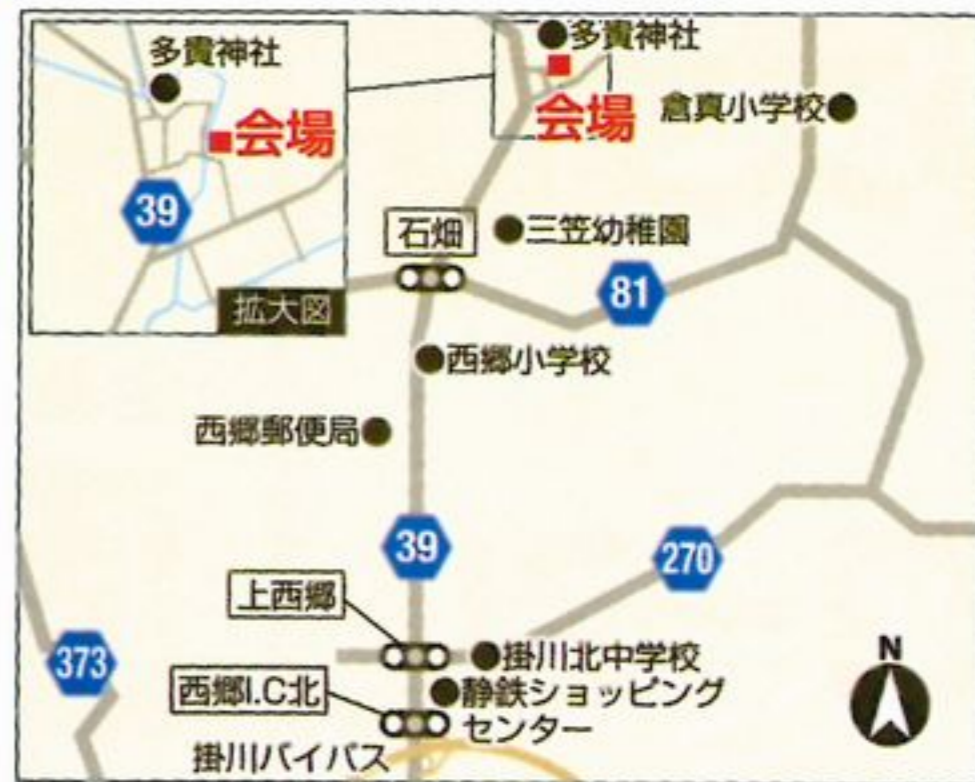 多貴神社
会場
39
拡大図
多貴神社
会場
倉真小学校
石畑
三笠幼稚園
81
西郷小学校
西郷郵便局
39
270
上西郷
373
掛川北中学校
西郷I.C北
静鉄ショッピング
センター
掛川バイパス
N